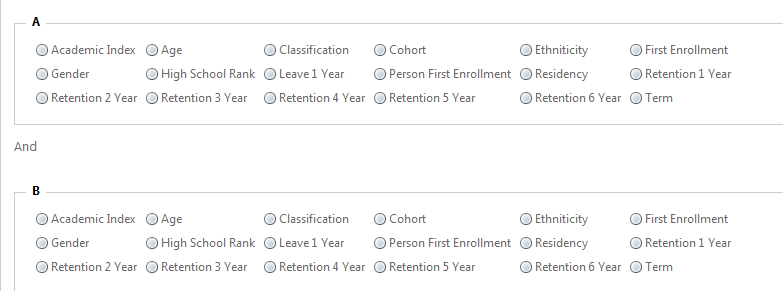 A
Academic Index Age Classification Cohort Ethniticity First Enrollment
Gender High School Rank Leave 1 Year Person First Enrollment Residency Retention 1 Year
Retention 2 Year Retention 3 Year Retention 4 Year Retention 5 Year Retention 6 Year Term
And
B
Academic Index Age Classification Cohort Ethniticity First Enrollment
Gender High School Rank Leave 1 Year Person First Enrollment Residency Retention 1 Year
Retention 2 Year Retention 3 Year Retention 4 Year Retention 5 Year Retention 6 Year Term